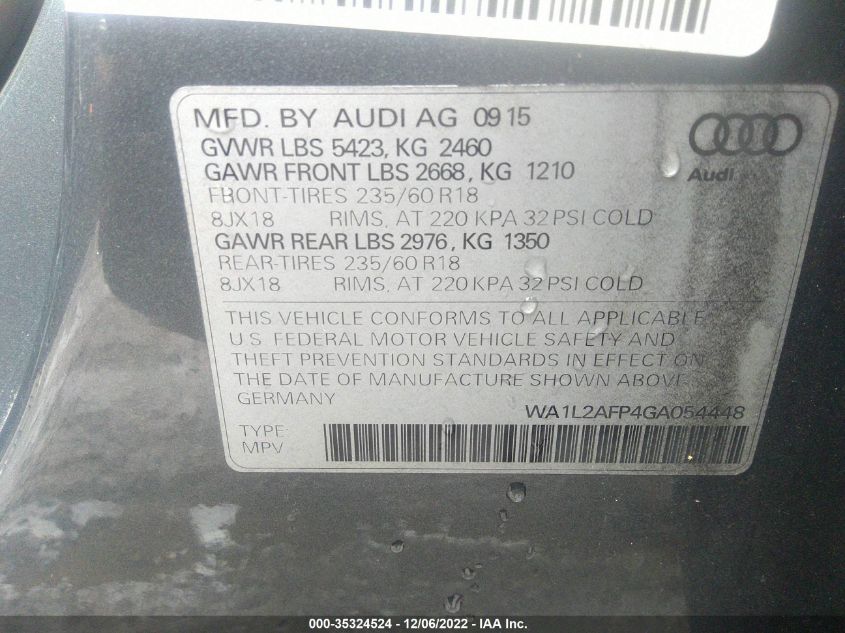 MFD. BY AUDI AG 09 15
GVWR LBS 5423, KG 2460
GAWR FRONT LBS 2668, KG 1210
FRONT-TIRES 235/60 R18
8JX18 RIMS, AT 220 KPA 32 PSI COLD
GAWR REAR LBS 2976, KG 1350
REAR-TIRES 235/60 R18
8JX18 RIMS, AT 220 KPA 32 PSI COLD
Audi
THIS VEHICLE CONFORMS TO ALL APPLICABLE
U.S. FEDERAL MOTOR VEHICLE SAFETY AND
THEFT PREVENTION STANDARDS IN EFFECT ON
THE DATE OF MANUFACTURE SHOWN ABOVE.
GERMANY
WA1L2AFP4GA054448
TYPE:
MPV
000-35324524 - 12/06/2022 - IAA Inc.